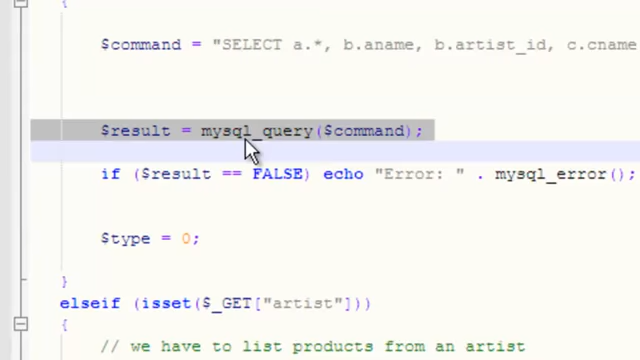 {
$command = "SELECT a.*, b.aname, b.artist_id, c.cname
$result = mysql_query($command);
if ($result == FALSE) echo "Error: " . mysql_error();
$type = 0;
}
elseif (isset($_GET["artist"]))
{
// we have to list products from an artist